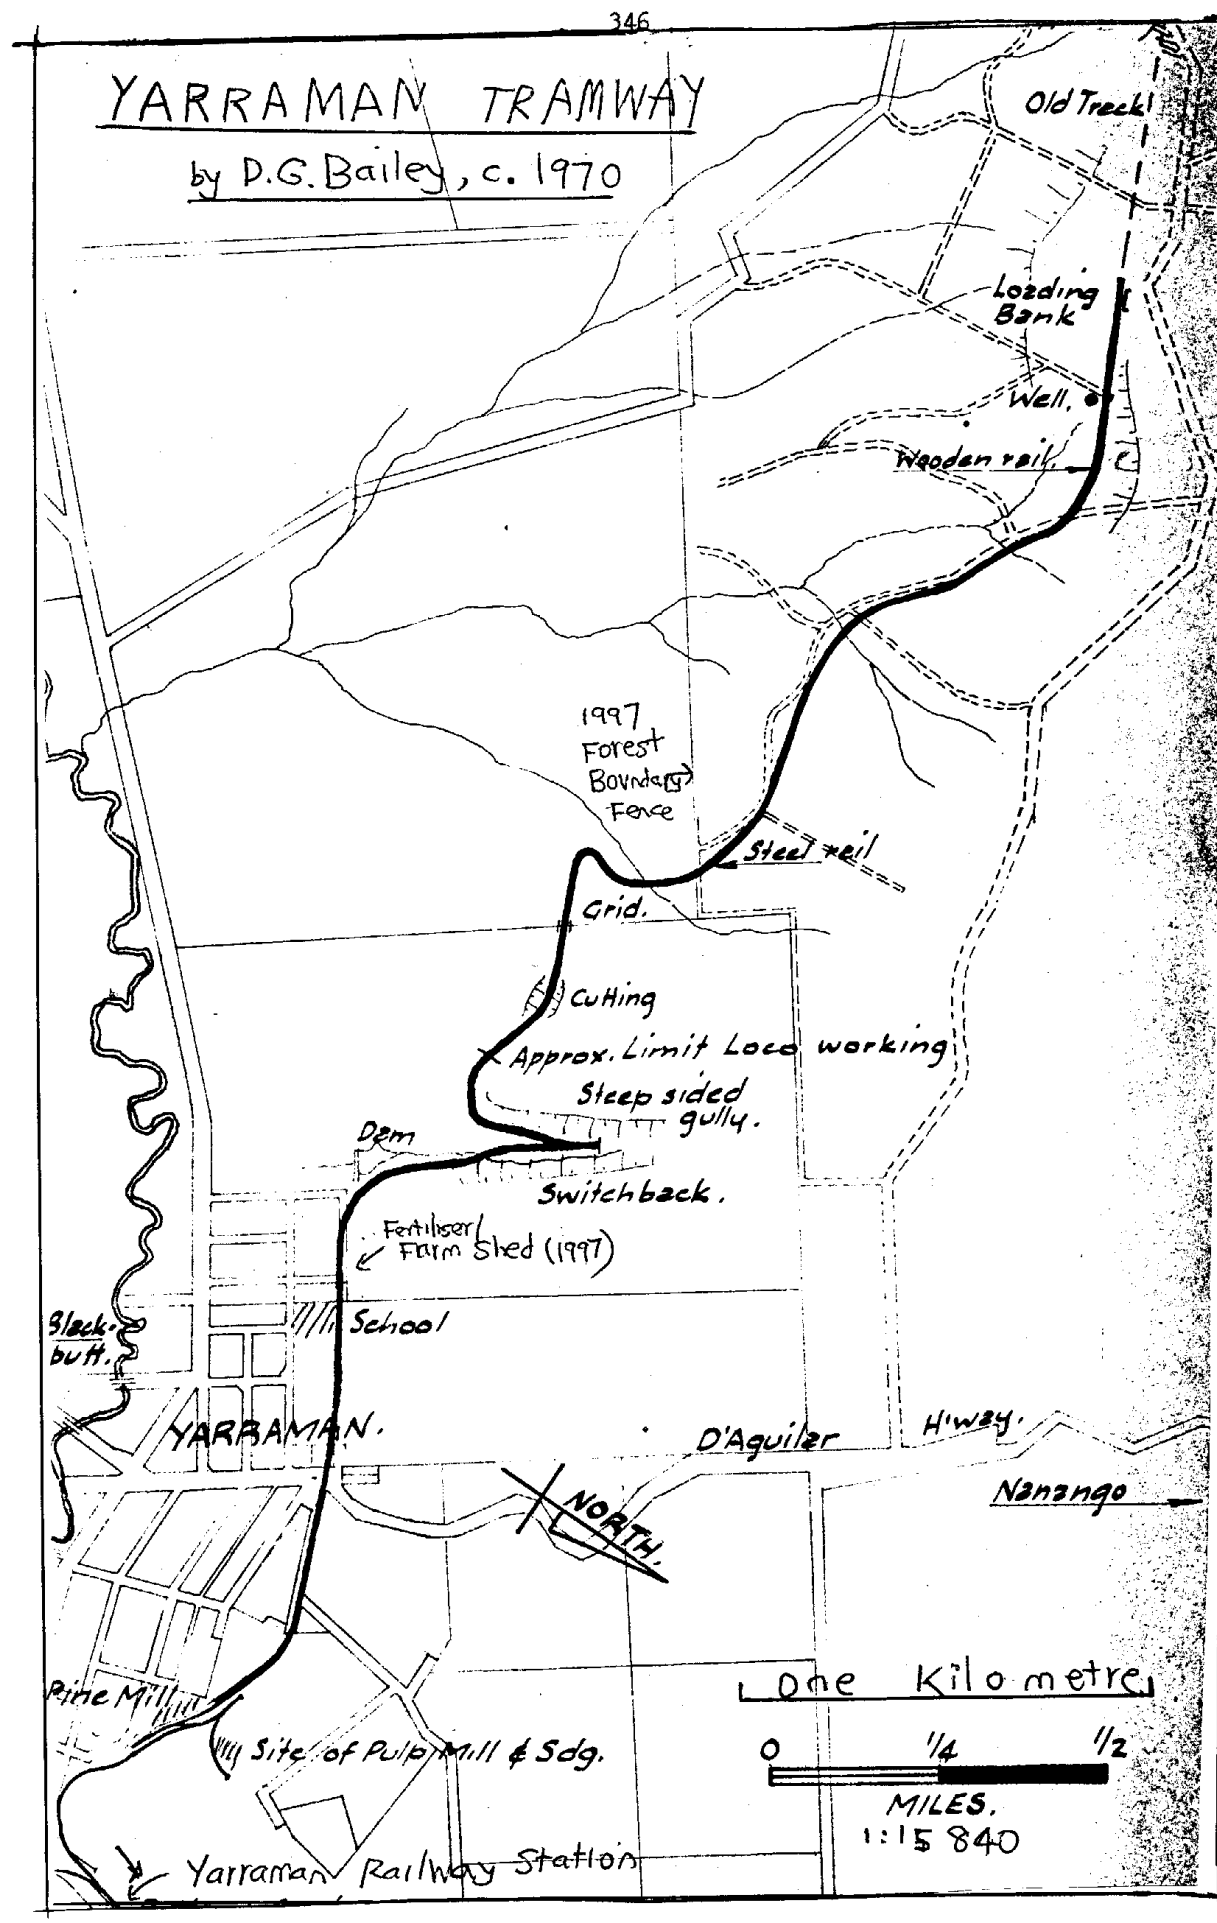 346
YARRAMAN TRAMWAY
by D.G. Bailey, c. 1970
Old Track
Loading
Bank
Well.
Wooden rail.
1997
Forest
Boundary
Fence
Steel rail
Grid.
Cutting
Approx. Limit Loco working
Steep sided
gully.
Dam
Switchback.
Fertiliser/
Farm Shed (1997)
School
Black-
butt.
YARRAMAN.
D'Aguilar
H'way.
NORTH.
Nanango
Pine Mill
Site of Pulp Mill & Sdg.
One Kilometre
0 1/4 1/2
MILES.
1:15 840
Yarraman Railway Station